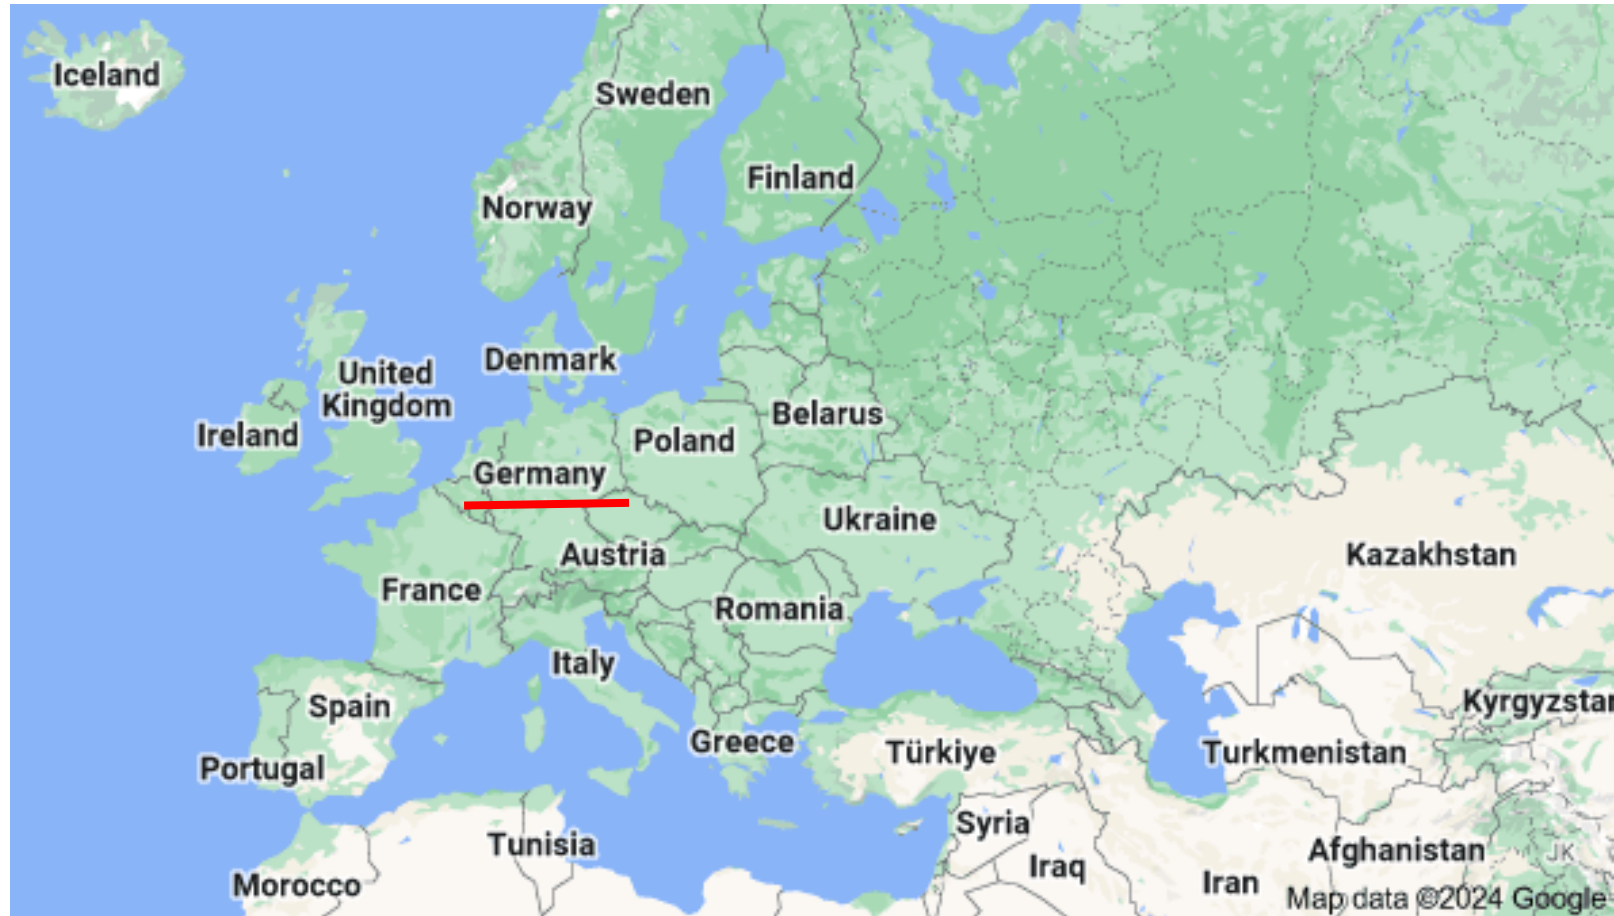 Iceland
Sweden
Finland
Norway
Denmark
United
Kingdom
Ireland
Belarus
Poland
Germany
Ukraine
Austria
Kazakhstan
France
Romania
Italy
Spain
Kyrgyzstan
Greece
Türkiye
Turkmenistan
Portugal
Syria
Tunisia
Afghanistan
JK
Iraq
Iran
Morocco
Map data ©2024 Google